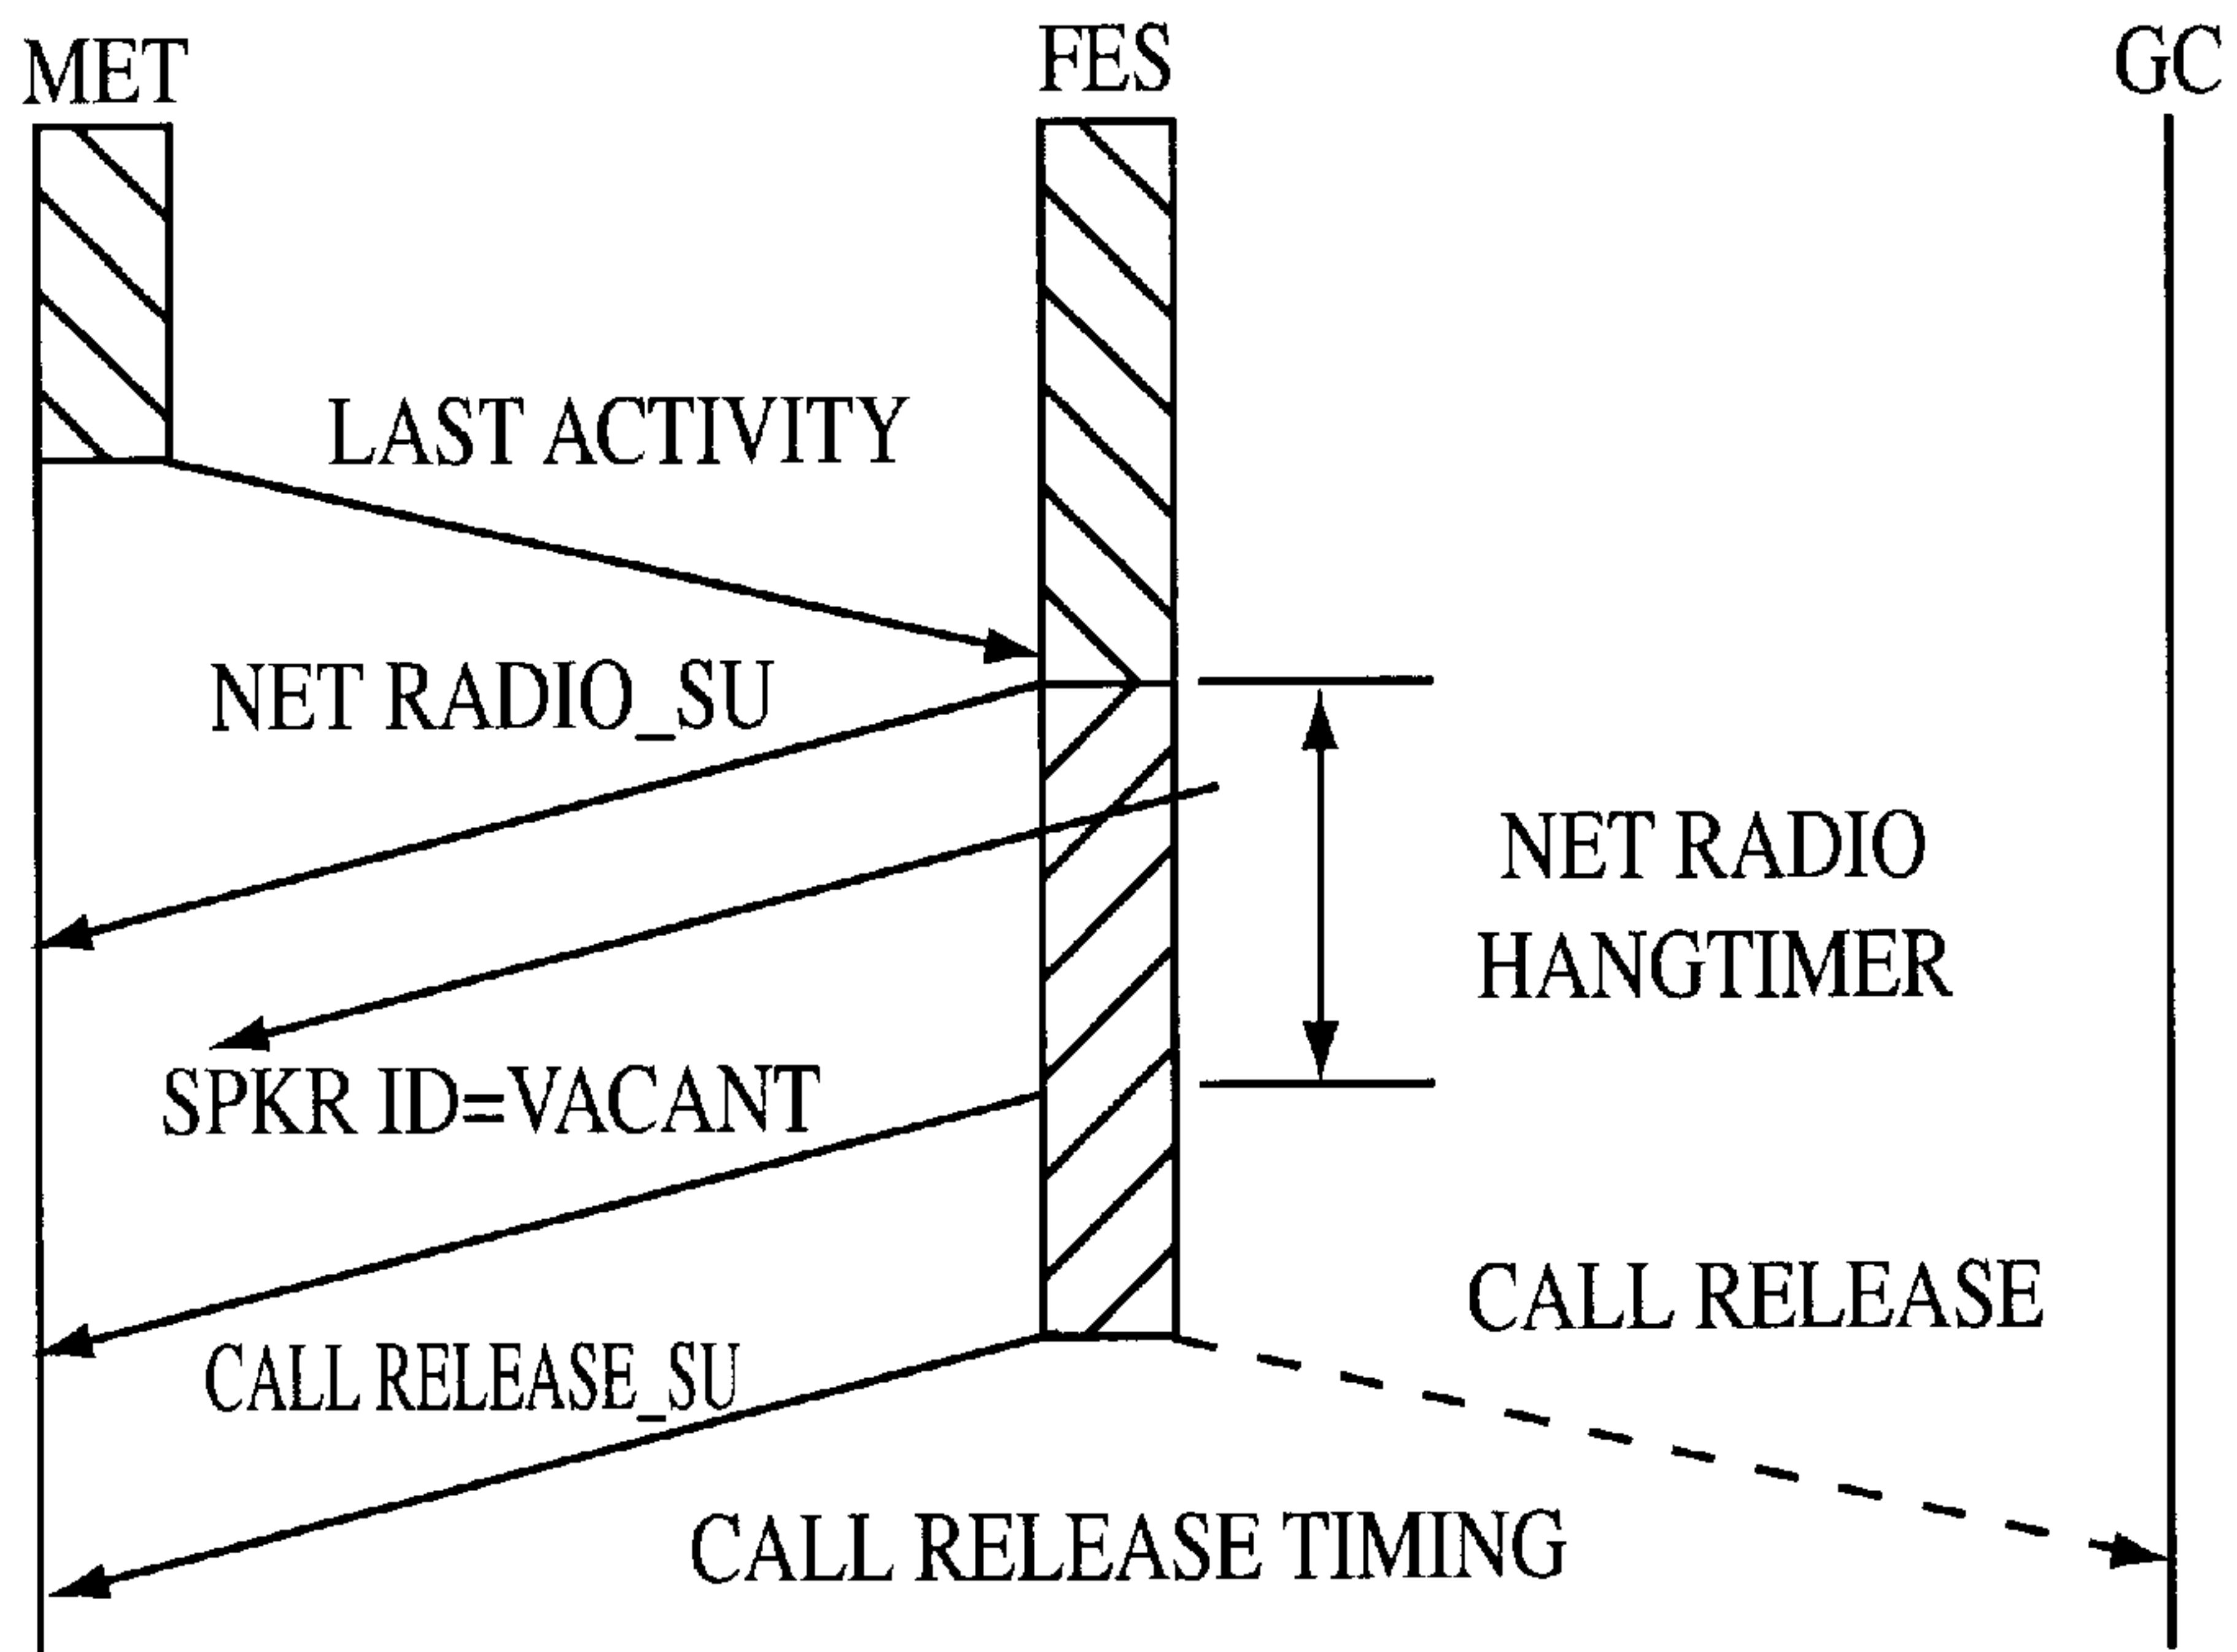 MET
FES
GC
LAST ACTIVITY
NET RADIO_SU
NET RADIO
HANGTIMER
SPKR ID=VACANT
CALL RELEASE
CALL RELEASE_SU
CALL RELEASE TIMING